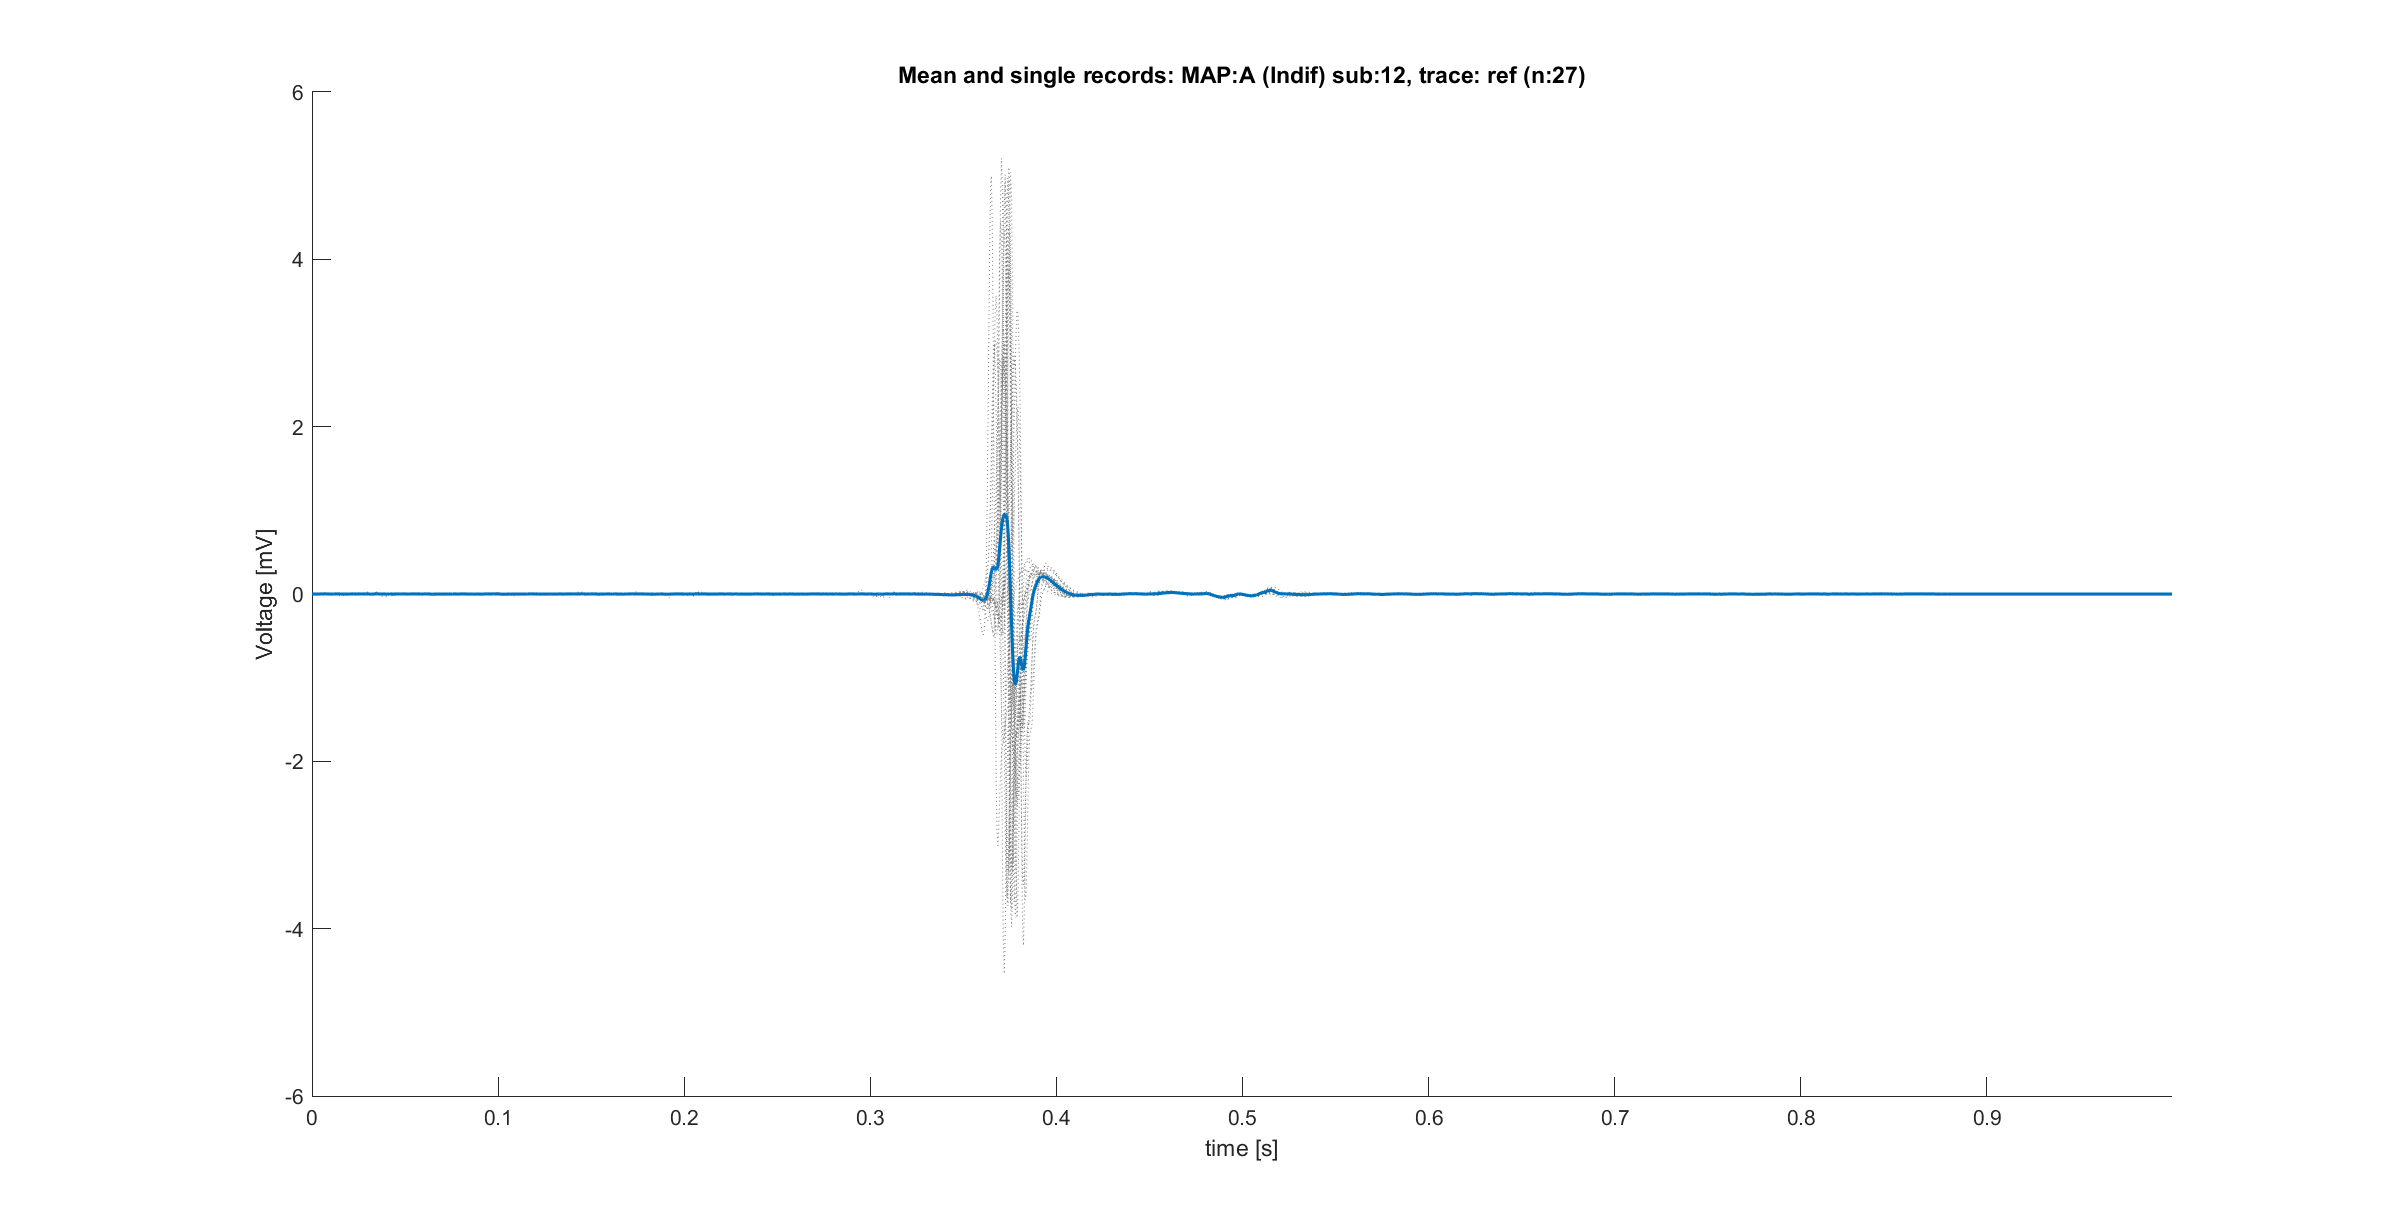 Mean and single records: MAP:A (Indif) sub:12, trace: ref (n:27)
6
4
2
0
-2
-4
-6
Voltage [mV]
0 0.1 0.2 0.3 0.4 0.5 0.6 0.7 0.8 0.9
time [s]